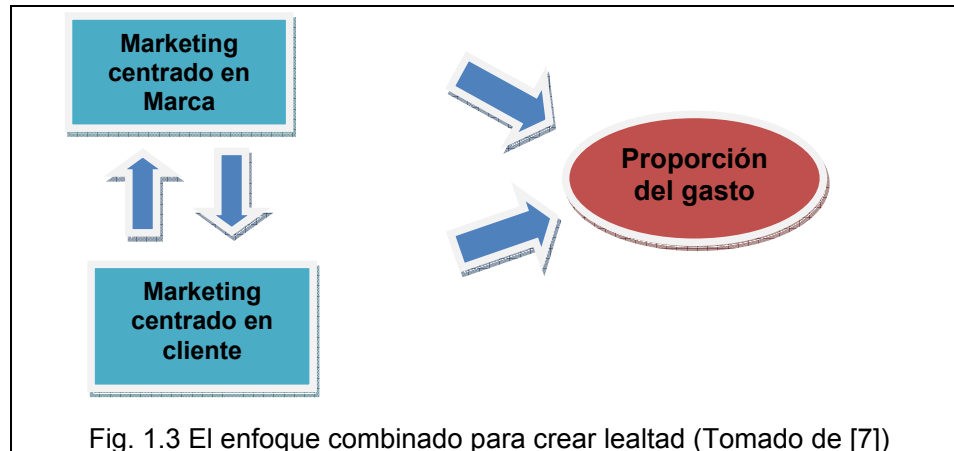 Marketing
centrado en
Marca
Proporción
del gasto
Marketing
centrado en
cliente
Fig. 1.3 El enfoque combinado para crear lealtad (Tomado de [7])